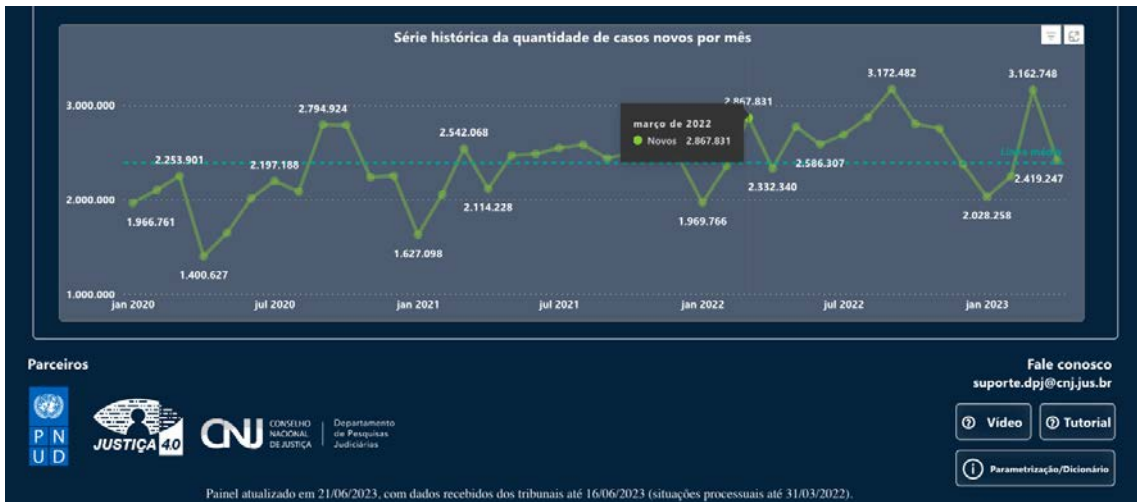 Série histórica da quantidade de casos novos por mês
3.172.482
3.162.748
3.000.000
2.794.924
2.867.831
março de 2022
Novos 2.867.831
2.542.068
2.253.901
2.197.188
Linha média
2.586.307
2.419.247
2.332.340
2.114.228
2.000.000
1.966.761
1.969.766
2.028.258
1.627.098
1.400.627
1.000.000
jan 2020
jul 2020
jan 2021
jul 2021
jan 2022
jul 2022
jan 2023
Parceiros
Fale conosco
suporte.dpj@cnj.jus.br
P N
U D
JUSTIÇA 4.0
CNJ
CONSELHO
NACIONAL
DE JUSTIÇA
Departamento
de Pesquisas
Judiciárias
Vídeo
Tutorial
Parametrização/Dicionário
Painel atualizado em 21/06/2023, com dados recebidos dos tribunais até 16/06/2023 (situações processuais até 31/03/2022).